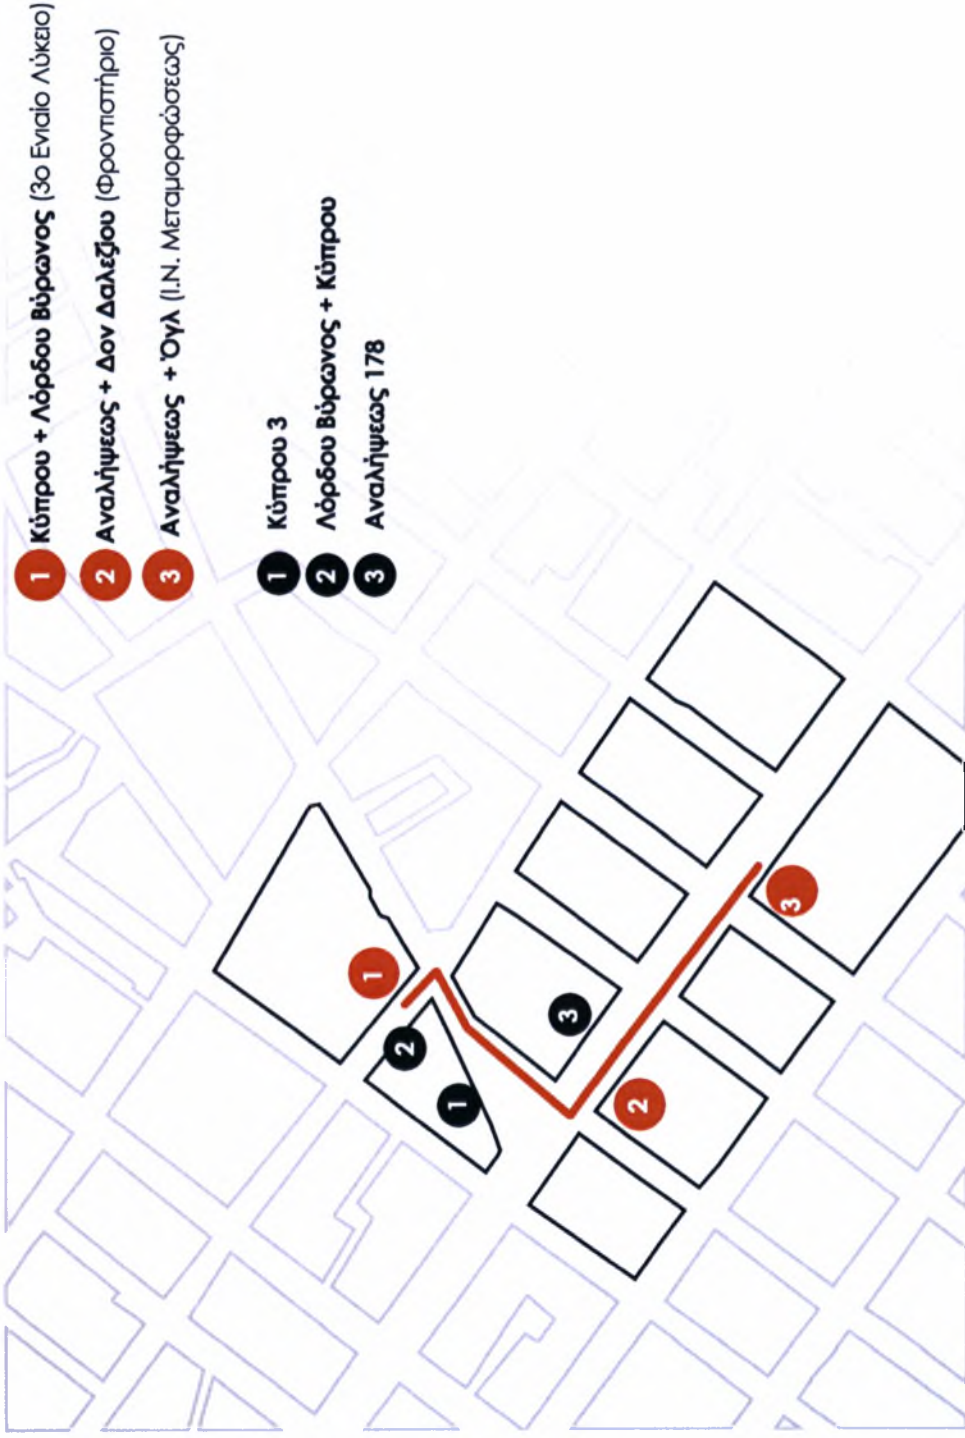 1 Κύπρου + Λόρδου Βύρωνος (3ο Ενιαίο Λύκειο)
2 Αναλήψεως + Δον Δαλεζίου (Φροντιστήριο)
3 Αναλήψεως + Όγλ (Ι.Ν. Μεταμορφώσεως)
1 Κύπρου 3
2 Λόρδου Βύρωνος + Κύπρου
3 Αναλήψεως 178
1
2
1
3
2
3